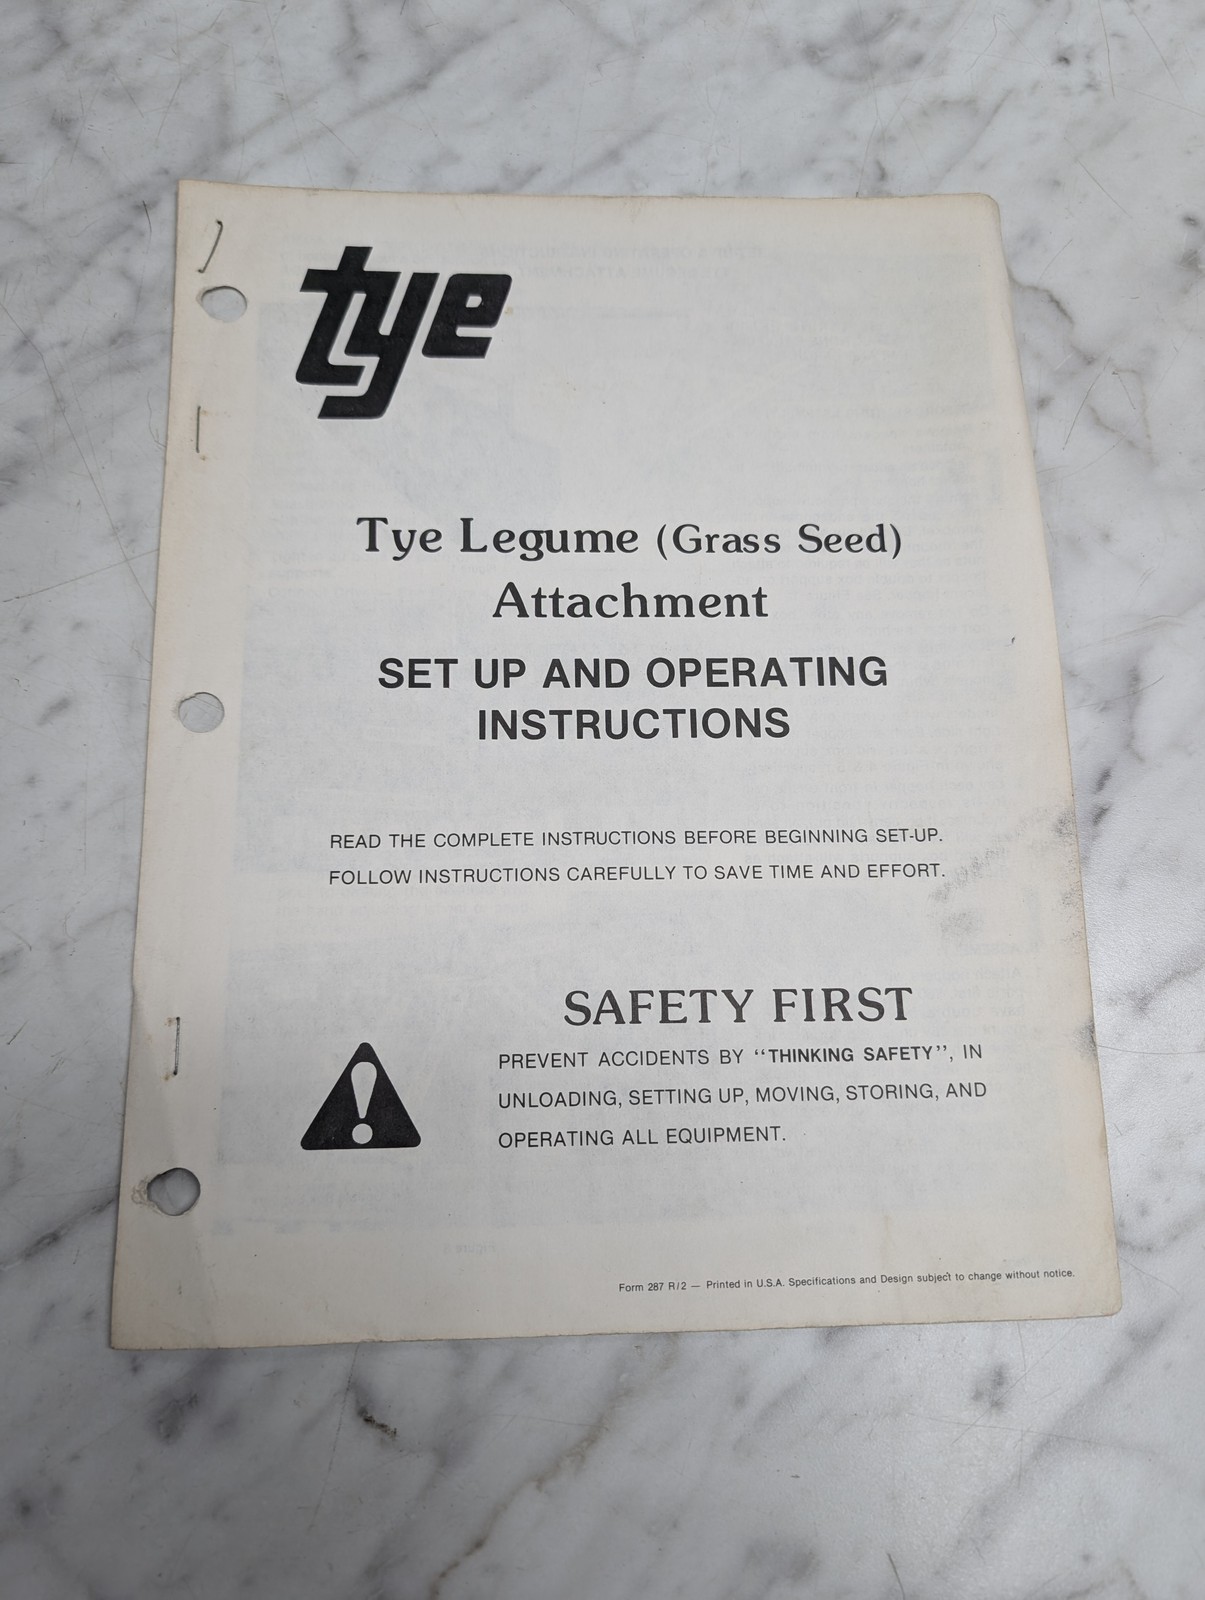 tye
Tye Legume (Grass Seed)
Attachment
SET UP AND OPERATING
INSTRUCTIONS
READ THE COMPLETE INSTRUCTIONS BEFORE BEGINNING SET-UP.
FOLLOW INSTRUCTIONS CAREFULLY TO SAVE TIME AND EFFORT.
SAFETY FIRST
PREVENT ACCIDENTS BY ‘‘THINKING SAFETY’’, IN
UNLOADING, SETTING UP, MOVING, STORING, AND
OPERATING ALL EQUIPMENT.
Form 287 R/2 — Printed in U.S.A. Specifications and Design subject to change without notice.